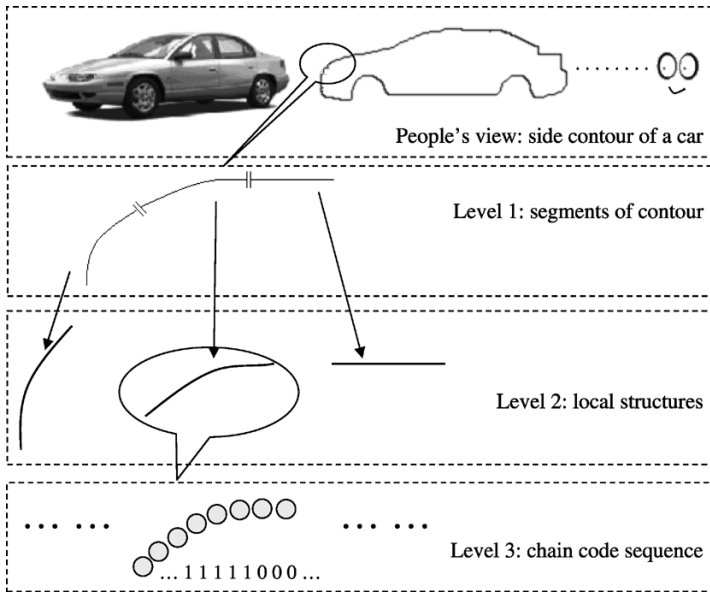 People's view: side contour of a car
Level 1: segments of contour
Level 2: local structures
Level 3: chain code sequence
... 1 1 1 1 1 0 0 0 ...